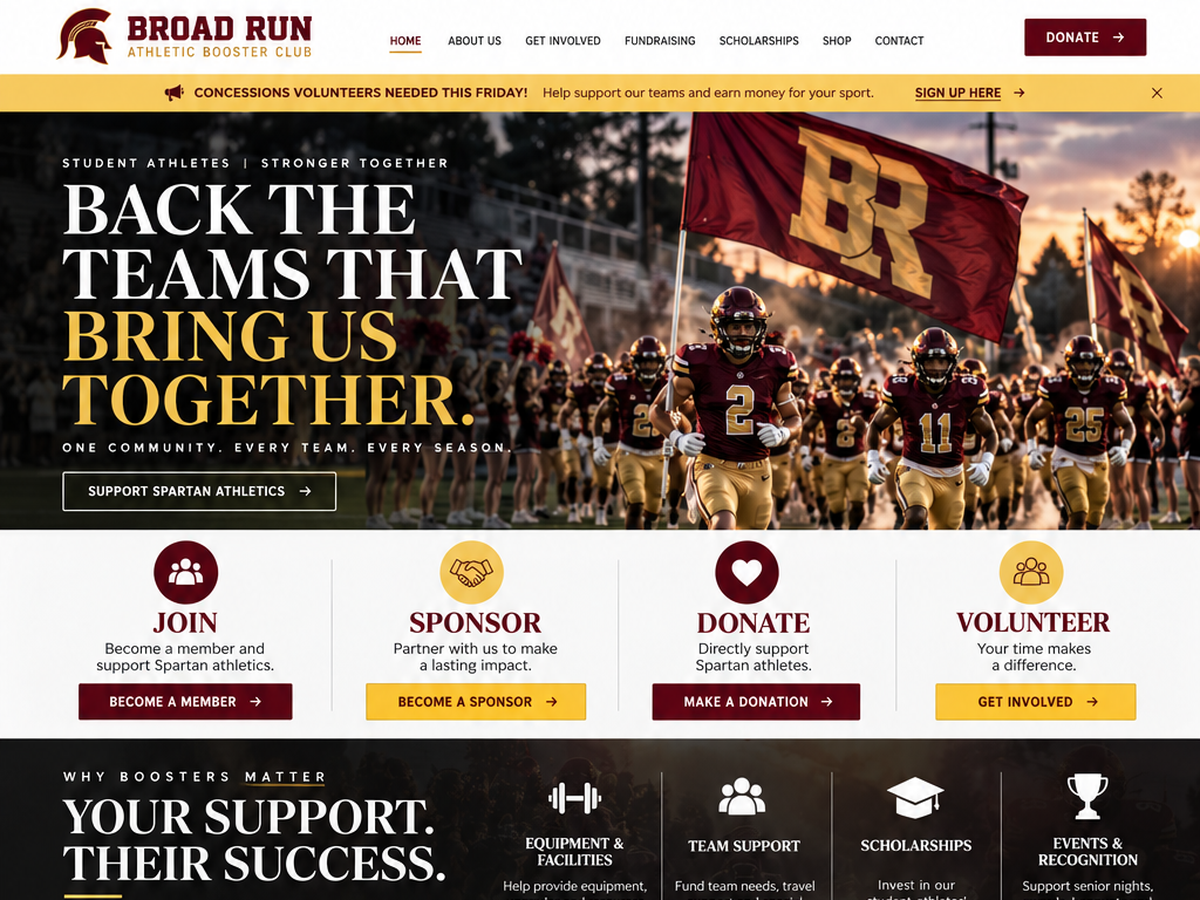 BROAD RUN
ATHLETIC BOOSTER CLUB
HOME
ABOUT US
GET INVOLVED
FUNDRAISING
SCHOLARSHIPS
SHOP
CONTACT
DONATE →
CONCESSIONS VOLUNTEERS NEEDED THIS FRIDAY! Help support our teams and earn money for your sport. SIGN UP HERE →
STUDENT ATHLETES | STRONGER TOGETHER
BACK THE
TEAMS THAT
BRING US
TOGETHER.
ONE COMMUNITY. EVERY TEAM. EVERY SEASON.
SUPPORT SPARTAN ATHLETICS →
BR
2
11
25
JOIN
Become a member and
support Spartan athletics.
BECOME A MEMBER →
SPONSOR
Partner with us to make
a lasting impact.
BECOME A SPONSOR →
DONATE
Directly support
Spartan athletes.
MAKE A DONATION →
VOLUNTEER
Your time makes
a difference.
GET INVOLVED →
WHY BOOSTERS MATTER
YOUR SUPPORT.
THEIR SUCCESS.
EQUIPMENT &
FACILITIES
Help provide equipment,
TEAM SUPPORT
Fund team needs, travel
SCHOLARSHIPS
Invest in our
EVENTS &
RECOGNITION
Support senior nights,